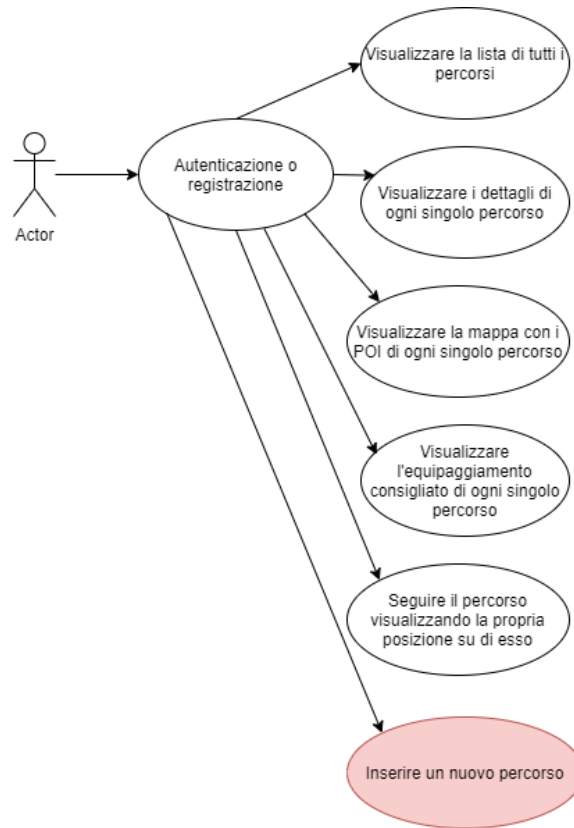 Visualizzare la lista di tutti i
percorsi
Autenticazione o
registrazione
Actor
Visualizzare i dettagli di
ogni singolo percorso
Visualizzare la mappa con i
POI di ogni singolo percorso
Visualizzare
l'equipaggiamento
consigliato di ogni singolo
percorso
Seguire il percorso
visualizzando la propria
posizione su di esso
Inserire un nuovo percorso